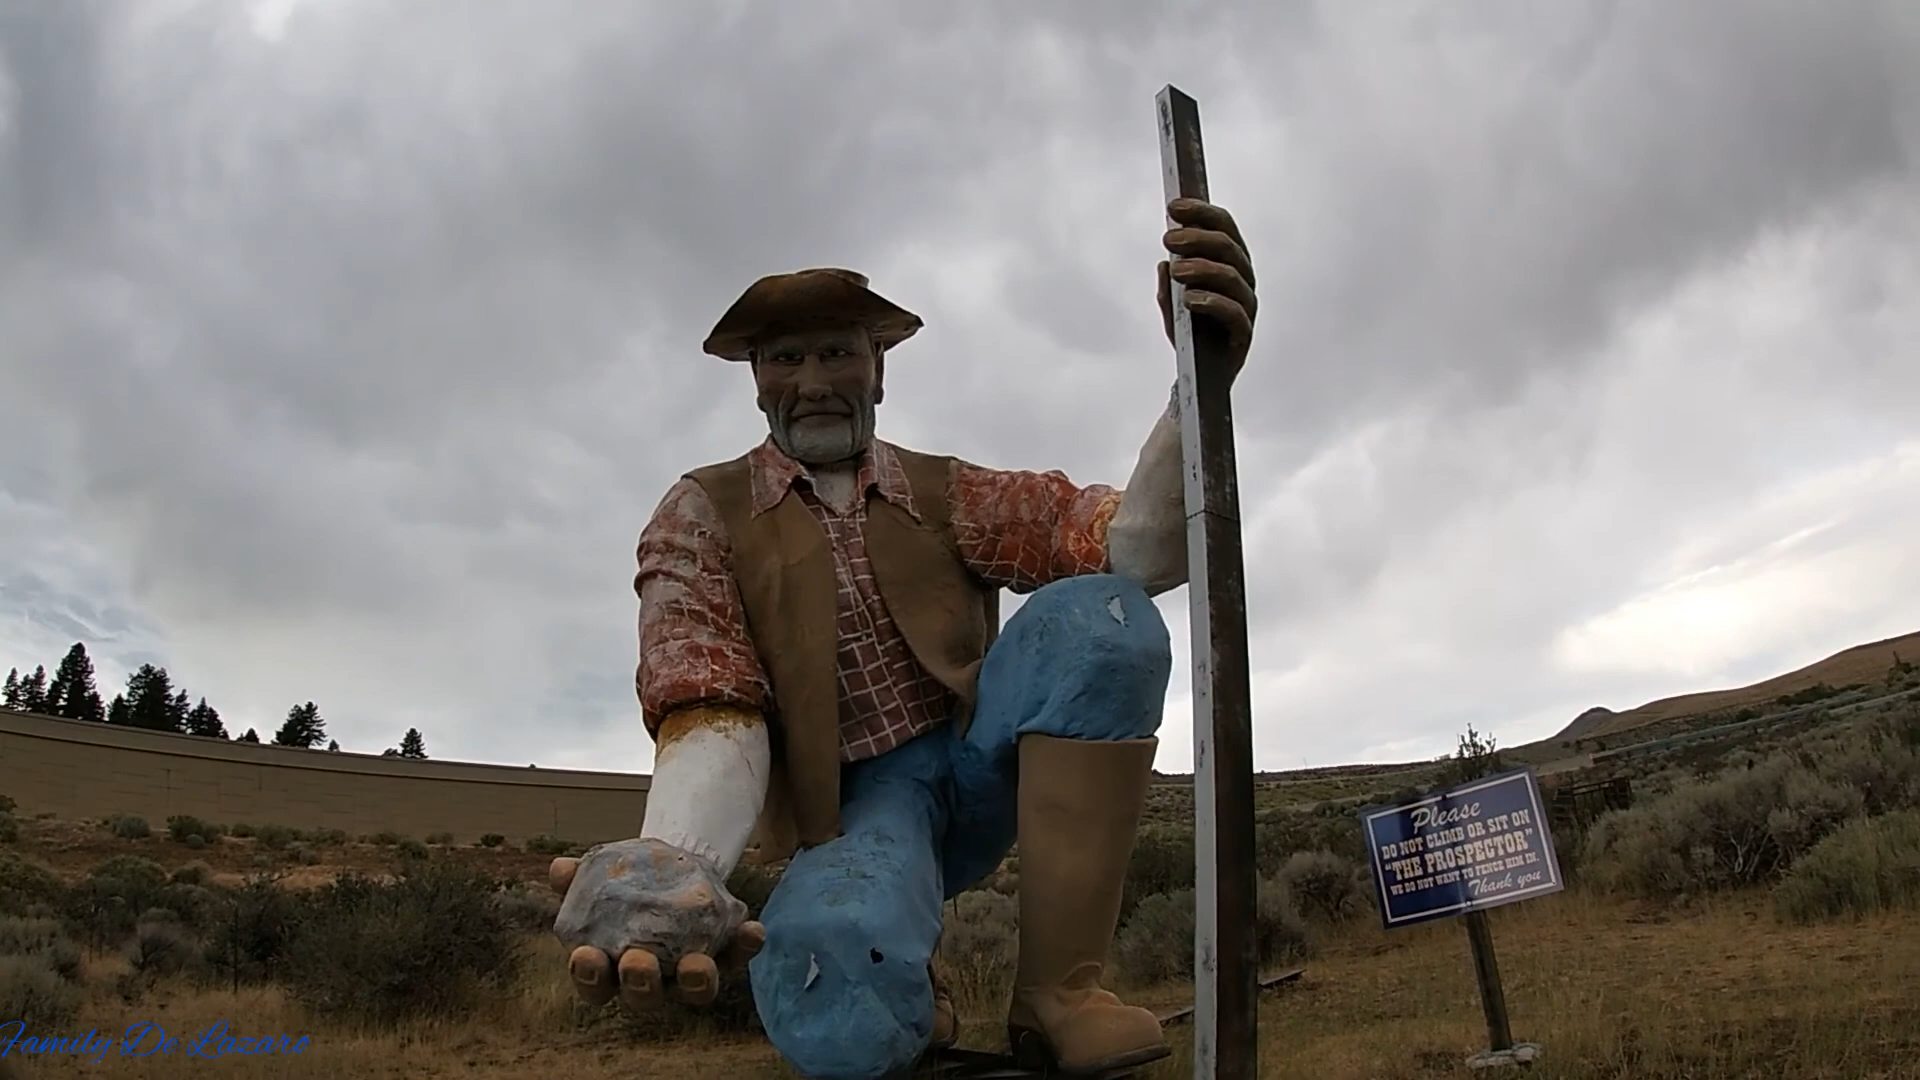 Please
DO NOT CLIMB OR SIT ON
"THE PROSPECTOR"
WE DO NOT WANT TO FENCE HIM IN.
Thank you
Family De Lazaro